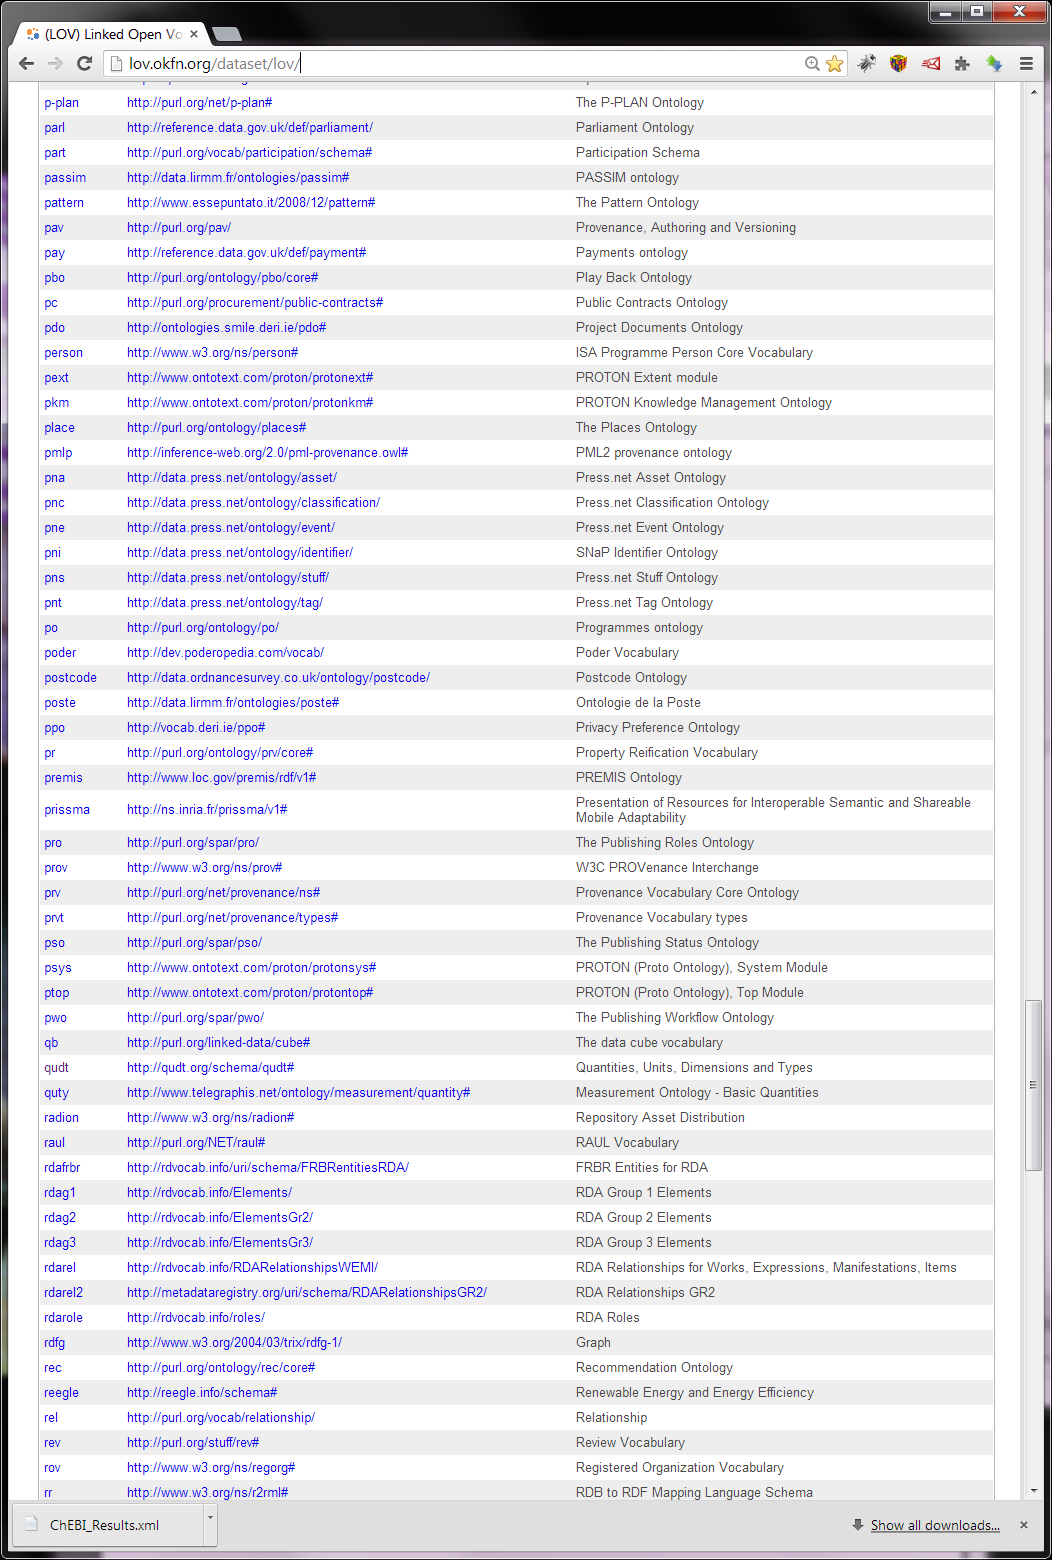 (LOV) Linked Open Vo
lov.okfn.org/dataset/lov/
p-plan http://purl.org/net/p-plan# The P-PLAN Ontology
parl http://reference.data.gov.uk/def/parliament/ Parliament Ontology
part http://purl.org/vocab/participation/schema# Participation Schema
passim http://data.lirmm.fr/ontologies/passim# PASSIM ontology
pattern http://www.essepuntato.it/2008/12/pattern# The Pattern Ontology
pav http://purl.org/pav/ Provenance, Authoring and Versioning
pay http://reference.data.gov.uk/def/payment# Payments ontology
pbo http://purl.org/ontology/pbo/core# Play Back Ontology
pc http://purl.org/procurement/public-contracts# Public Contracts Ontology
pdo http://ontologies.smile.deri.ie/pdo# Project Documents Ontology
person http://www.w3.org/ns/person# ISA Programme Person Core Vocabulary
pext http://www.ontotext.com/proton/protonext# PROTON Extent module
pkm http://www.ontotext.com/proton/protonkm# PROTON Knowledge Management Ontology
place http://purl.org/ontology/places# The Places Ontology
pmlp http://inference-web.org/2.0/pml-provenance.owl# PML2 provenance ontology
pna http://data.press.net/ontology/asset/ Press.net Asset Ontology
pnc http://data.press.net/ontology/classification/ Press.net Classification Ontology
pne http://data.press.net/ontology/event/ Press.net Event Ontology
pni http://data.press.net/ontology/identifier/ SNaP Identifier Ontology
pns http://data.press.net/ontology/stuff/ Press.net Stuff Ontology
pnt http://data.press.net/ontology/tag/ Press.net Tag Ontology
po http://purl.org/ontology/po/ Programmes ontology
poder http://dev.poderopedia.com/vocab/ Poder Vocabulary
postcode http://data.ordnancesurvey.co.uk/ontology/postcode/ Postcode Ontology
poste http://data.lirmm.fr/ontologies/poste# Ontologie de la Poste
ppo http://vocab.deri.ie/ppo# Privacy Preference Ontology
pr http://purl.org/ontology/prv/core# Property Reification Vocabulary
premis http://www.loc.gov/premis/rdf/v1# PREMIS Ontology
prissma http://ns.inria.fr/prissma/v1# Presentation of Resources for Interoperable Semantic and Shareable
Mobile Adaptability
pro http://purl.org/spar/pro/ The Publishing Roles Ontology
prov http://www.w3.org/ns/prov# W3C PROVenance Interchange
prv http://purl.org/net/provenance/ns# Provenance Vocabulary Core Ontology
prvt http://purl.org/net/provenance/types# Provenance Vocabulary types
pso http://purl.org/spar/pso/ The Publishing Status Ontology
psys http://www.ontotext.com/proton/protonsys# PROTON (Proto Ontology), System Module
ptop http://www.ontotext.com/proton/protontop# PROTON (Proto Ontology), Top Module
pwo http://purl.org/spar/pwo/ The Publishing Workflow Ontology
qb http://purl.org/linked-data/cube# The data cube vocabulary
qudt http://qudt.org/schema/qudt# Quantities, Units, Dimensions and Types
quty http://www.telegraphis.net/ontology/measurement/quantity# Measurement Ontology - Basic Quantities
radion http://www.w3.org/ns/radion# Repository Asset Distribution
raul http://purl.org/NET/raul# RAUL Vocabulary
rdafrbr http://rdvocab.info/uri/schema/FRBRentitiesRDA/ FRBR Entities for RDA
rdag1 http://rdvocab.info/Elements/ RDA Group 1 Elements
rdag2 http://rdvocab.info/ElementsGr2/ RDA Group 2 Elements
rdag3 http://rdvocab.info/ElementsGr3/ RDA Group 3 Elements
rdarel http://rdvocab.info/RDARelationshipsWEMI/ RDA Relationships for Works, Expressions, Manifestations, Items
rdarel2 http://metadataregistry.org/uri/schema/RDARelationshipsGR2/ RDA Relationships GR2
rdarole http://rdvocab.info/roles/ RDA Roles
rdfg http://www.w3.org/2004/03/trix/rdfg-1/ Graph
rec http://purl.org/ontology/rec/core# Recommendation Ontology
reegle http://reegle.info/schema# Renewable Energy and Energy Efficiency
rel http://purl.org/vocab/relationship/ Relationship
rev http://purl.org/stuff/rev# Review Vocabulary
rov http://www.w3.org/ns/regorg# Registered Organization Vocabulary
rr http://www.w3.org/ns/r2rml# RDB to RDF Mapping Language Schema
ChEBI_Results.xml Show all downloads...